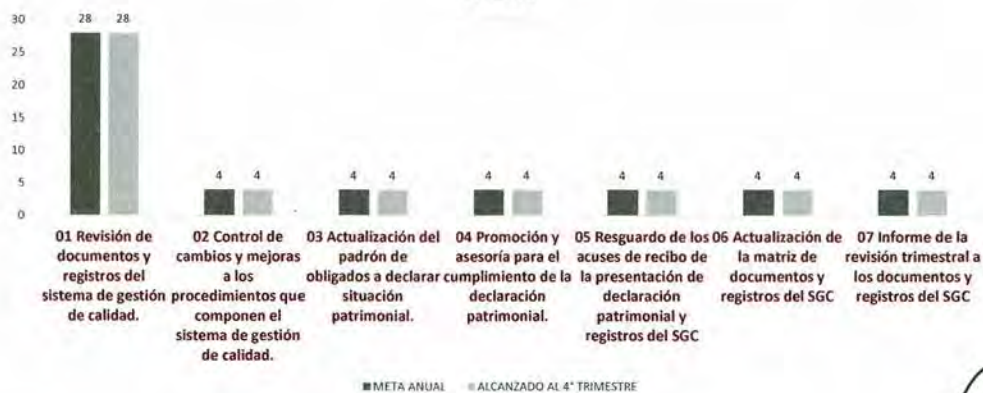 30
25
20
15
10
5
0
28 28
4 4
4 4
4 4
4 4
4 4
4 4
01 Revisión de
documentos y
registros del
sistema de gestión
de calidad.
02 Control de
cambios y mejoras
a los
procedimientos que
componen el
sistema de gestión
de calidad.
03 Actualización del
padrón de
obligados a declarar
situación
patrimonial.
04 Promoción y
asesoría para el
cumplimiento de la
declaración
patrimonial.
05 Resguardo de los
acuses de recibo de
la presentación de
declaración
patrimonial y
registros del SGC
06 Actualización de
la matriz de
documentos y
registros del SGC
07 Informe de la
revisión trimestral a
los documentos y
registros del SGC
META ANUAL
ALCANZADO AL 4° TRIMESTRE